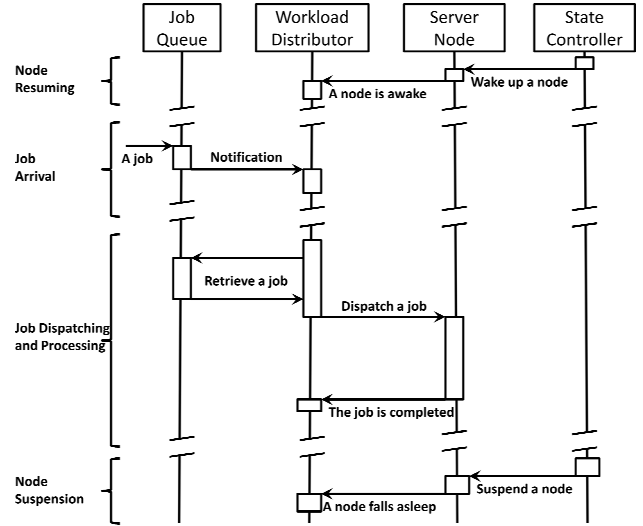 Job
Queue
Workload
Distributor
Server
Node
State
Controller
Node
Resuming
Wake up a node
A node is awake
Job
Arrival
A job
Notification
Job Dispatching
and Processing
Retrieve a job
Dispatch a job
The job is completed
Node
Suspension
Suspend a node
A node falls asleep